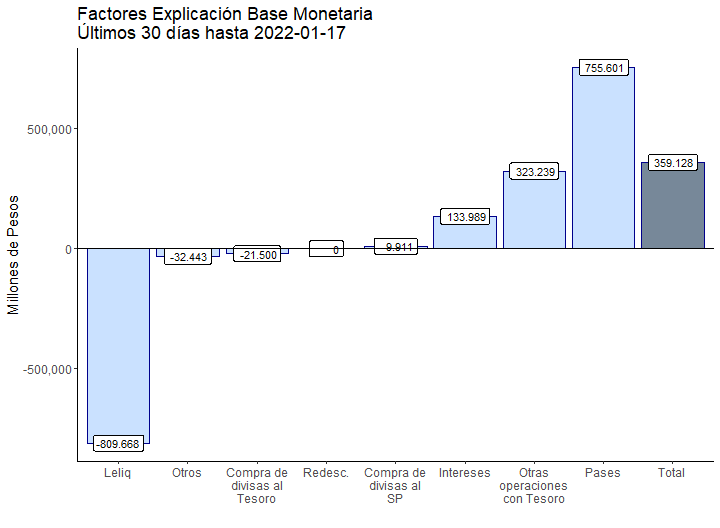 Factores Explicación Base Monetaria
Últimos 30 días hasta 2022-01-17
Millones de Pesos
500,000
0
-500,000
-809.668
-32.443
-21.500
0
9.911
133.989
323.239
755.601
359.128
Leliq
Otros
Compra de
divisas al
Tesoro
Redesc.
Compra de
divisas al
SP
Intereses
Otras
operaciones
con Tesoro
Pases
Total